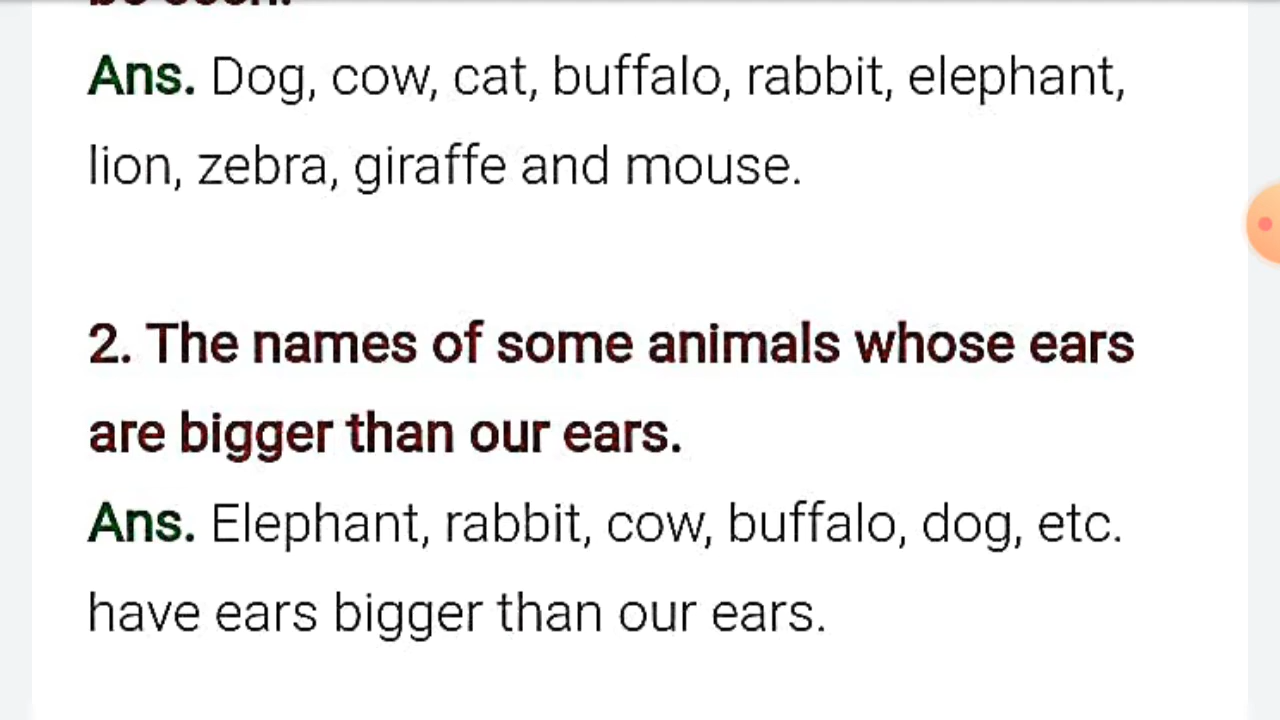 be seen.
Ans. Dog, cow, cat, buffalo, rabbit, elephant,
lion, zebra, giraffe and mouse.
2. The names of some animals whose ears
are bigger than our ears.
Ans. Elephant, rabbit, cow, buffalo, dog, etc.
have ears bigger than our ears.